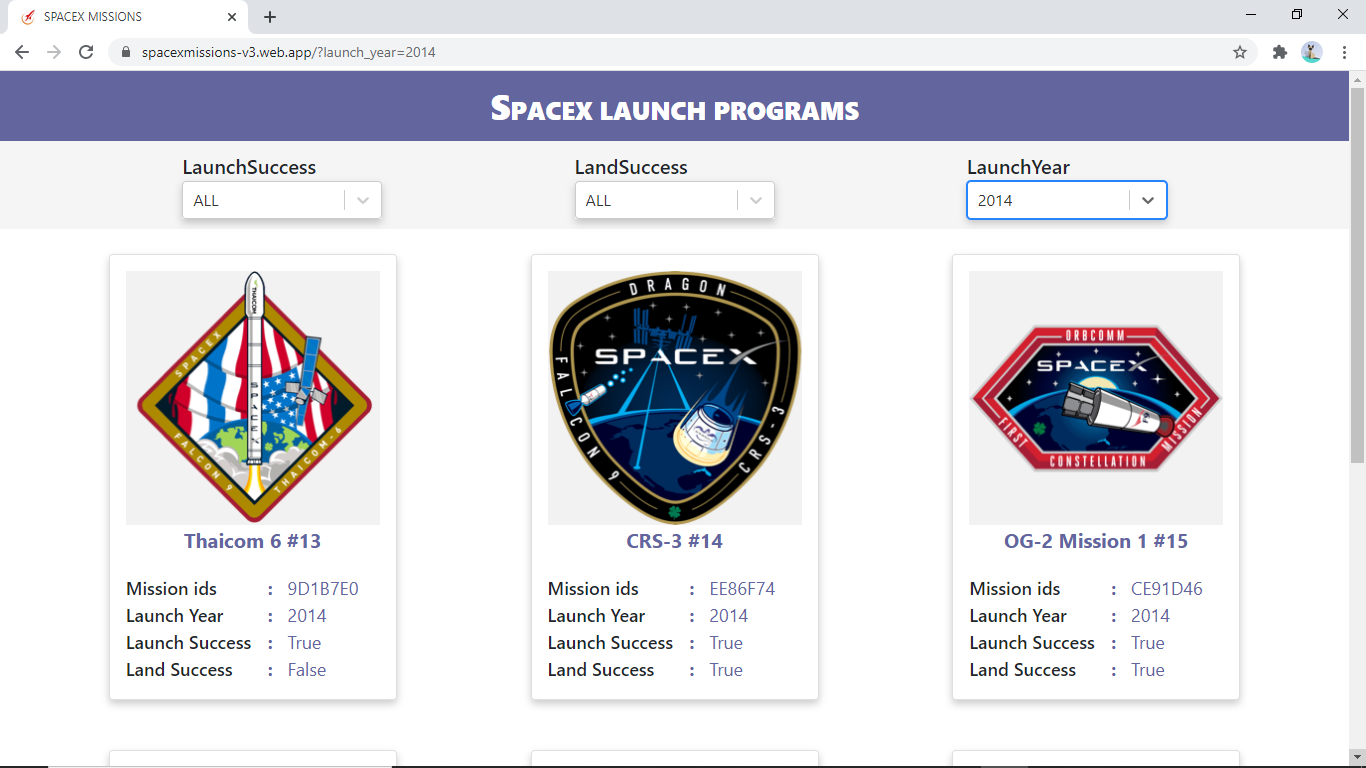 SPACEX MISSIONS
spacexmissions-v3.web.app/?launch_year=2014
SPACEX LAUNCH PROGRAMS
LaunchSuccess
ALL
LandSuccess
ALL
LaunchYear
2014
THAICOM
SPACEX
SPACEX
FALCON 9
THAICOM-6
Thaicom 6 #13
Mission ids : 9D1B7E0
Launch Year : 2014
Launch Success : True
Land Success : False
DRAGON
SPACEX
FALCON 9
CRS-3
CRS-3 #14
Mission ids : EE86F74
Launch Year : 2014
Launch Success : True
Land Success : True
ORBCOMM
SPACEX
FIRST
CONSTELLATION
MISSION
OG-2 Mission 1 #15
Mission ids : CE91D46
Launch Year : 2014
Launch Success : True
Land Success : True